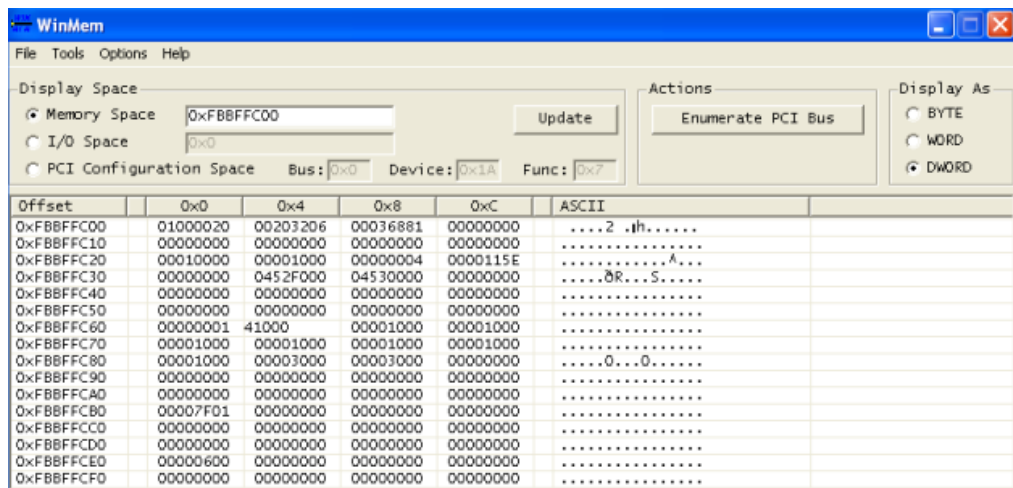 WinMem
File Tools Options Help
Display Space
Memory Space 0xFBBFFC00 Update
I/O Space 0x0
PCI Configuration Space Bus: 0x0 Device: 0x1A Func: 0x7
Actions
Enumerate PCI Bus
Display As
BYTE
WORD
DWORD
Offset 0x0 0x4 0x8 0xC ASCII
0xFBBFFC00 01000020 00203206 00036881 00000000 ....2 .h......
0xFBBFFC10 00000000 00000000 00000000 00000000 ................
0xFBBFFC20 00010000 00001000 00000004 0000115E .............^...
0xFBBFFC30 00000000 0452F000 04530000 00000000 .....ðR...S.....
0xFBBFFC40 00000000 00000000 00000000 00000000 ................
0xFBBFFC50 00000000 00000000 00000000 00000000 ................
0xFBBFFC60 00000001 41000 00001000 00001000 ................
0xFBBFFC70 00001000 00001000 00001000 00001000 ................
0xFBBFFC80 00001000 00003000 00003000 00000000 .....0...0......
0xFBBFFC90 00000000 00000000 00000000 00000000 ................
0xFBBFFCA0 00000000 00000000 00000000 00000000 ................
0xFBBFFCB0 00007F01 00000000 00000000 00000000 ................
0xFBBFFCC0 00000000 00000000 00000000 00000000 ................
0xFBBFFCD0 00000000 00000000 00000000 00000000 ................
0xFBBFFCE0 00000600 00000000 00000000 00000000 ................
0xFBBFFCF0 00000000 00000000 00000000 00000000 ................